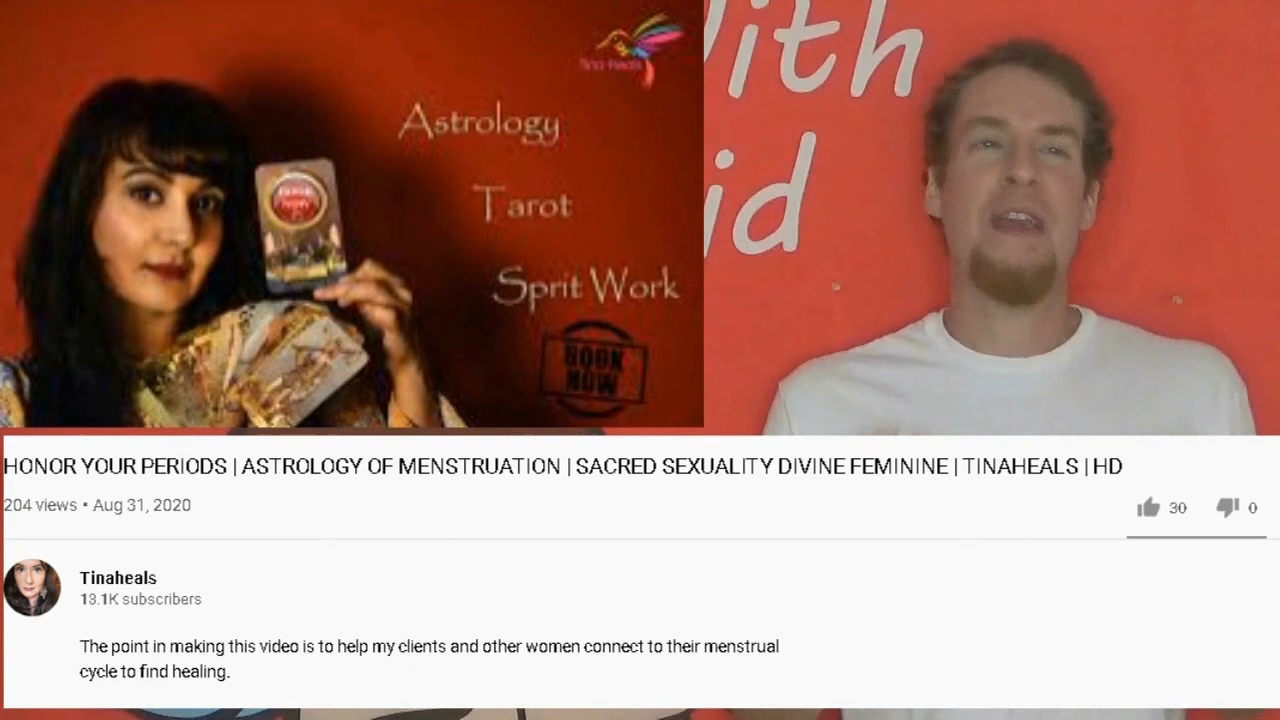 Tina Heals
Astrology
Tarot
Sprit Work
BOOK
NOW
ith
id
HONOR YOUR PERIODS | ASTROLOGY OF MENSTRUATION | SACRED SEXUALITY DIVINE FEMININE | TINAHEALS | HD
204 views • Aug 31, 2020
30
0
Tinaheals
13.1K subscribers
The point in making this video is to help my clients and other women connect to their menstrual
cycle to find healing.